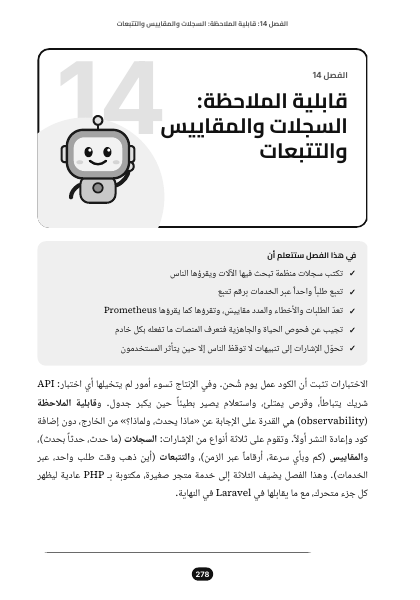 الفصل 14: قابلية الملاحظة: السجلات والمقاييس والتتبعات
14
الفصل 14
قابلية الملاحظة:
السجلات والمقاييس
والتتبعات
في هذا الفصل ستتعلم أن
✓ تكتب سجلات منظمة تبحث فيها الآلات ويقرؤها الناس
✓ تتبع طلباً واحداً عبر الخدمات برقم تتبع
✓ تعدّ الطلبات والأخطاء والمدد مقاييسَ، وتقرؤها كما يقرؤها Prometheus
✓ تجيب عن فحوص الحياة والجاهزية فتعرف المنصات ما تفعله بكل خادم
✓ تحوّل الإشارات إلى تنبيهات لا توقظ الناس إلا حين يتأثر المستخدمون
الاختبارات تثبت أن الكود عمل يوم شُحن. وفي الإنتاج تسوء أمور لم يتخيلها أي اختبار: API
شريك يتباطأ، وقرص يمتلئ، واستعلام يصير بطيئاً حين يكبر جدول. وقابلية الملاحظة
(observability) هي القدرة على الإجابة عن «ماذا يحدث، ولماذا؟» من الخارج، دون إضافة
كود وإعادة النشر أولاً. وتقوم على ثلاثة أنواع من الإشارات: السجلات (ما حدث، حدثاً بحدث)،
والمقاييس (كم وبأي سرعة، أرقاماً عبر الزمن)، والتتبعات (أين ذهب وقت طلب واحد، عبر
الخدمات). وهذا الفصل يضيف الثلاثة إلى خدمة متجر صغيرة، مكتوبة بـ PHP عادية ليظهر
كل جزء متحرك، مع ما يقابلها في Laravel في النهاية.
278